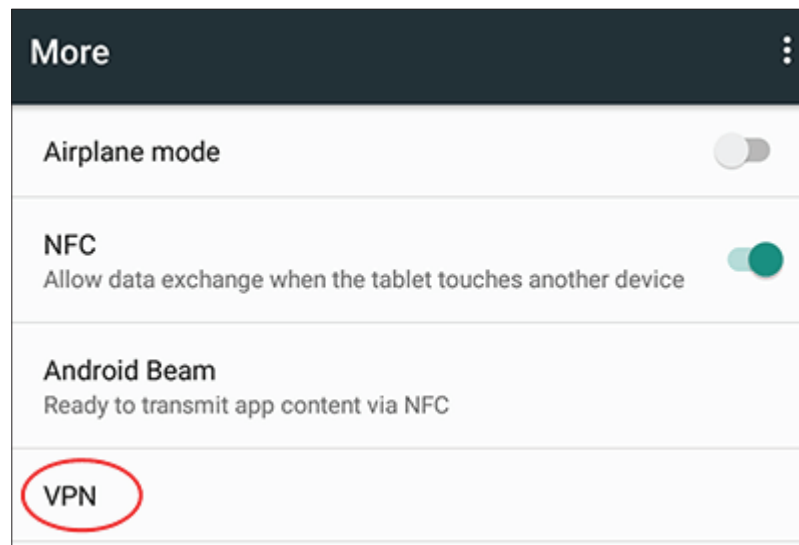 More
Airplane mode
NFC
Allow data exchange when the tablet touches another device
Android Beam
Ready to transmit app content via NFC
VPN